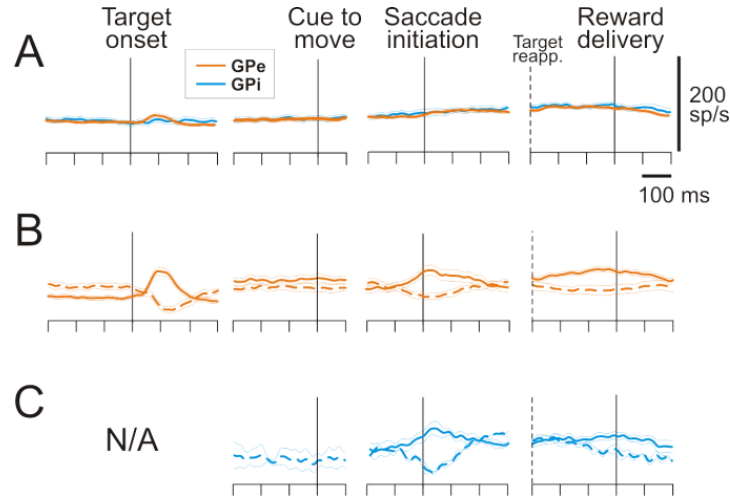 Target onset
Cue to move
Saccade initiation
Reward delivery
Target reapp.
A
GPe
GPi
200 sp/s
100 ms
B
C
N/A